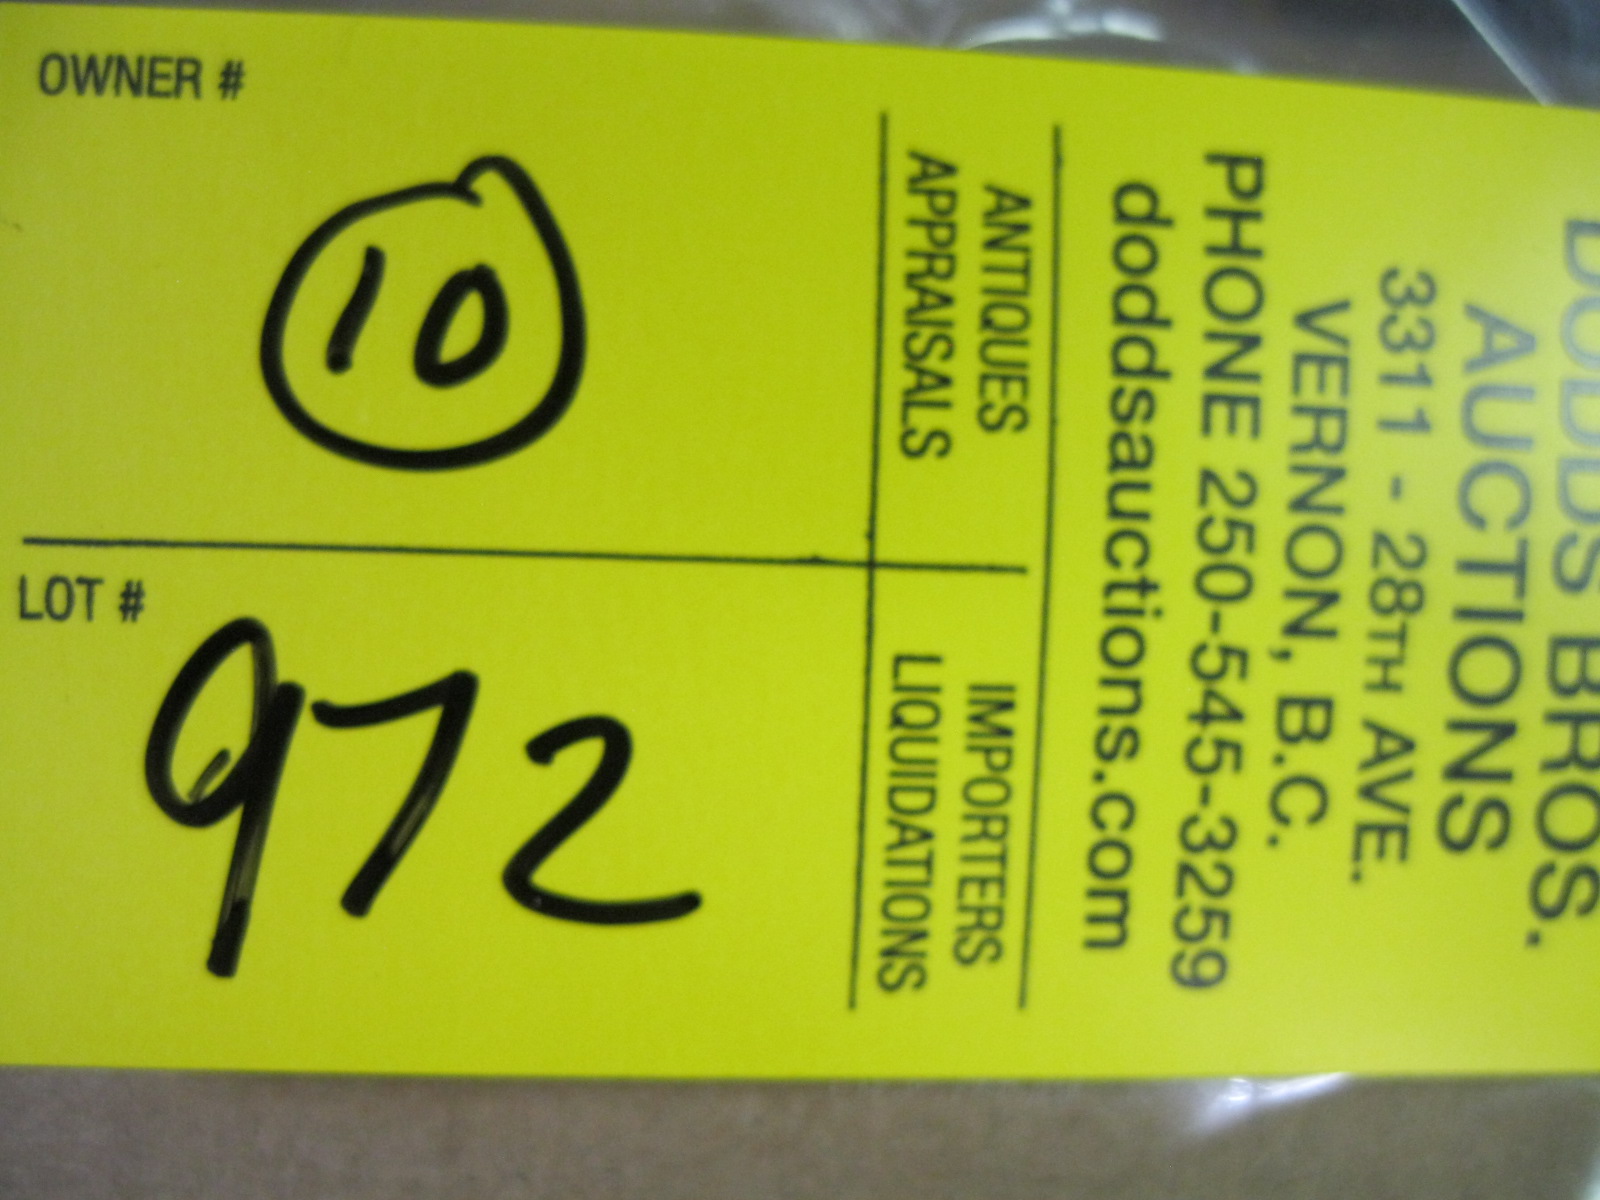 DODDS BROS.
AUCTIONS
3311 - 28TH AVE.
VERNON, B.C.
PHONE 250-545-3259
doddsauctions.com
ANTIQUES
APPRAISALS
IMPORTERS
LIQUIDATIONS
OWNER #
10
LOT #
972